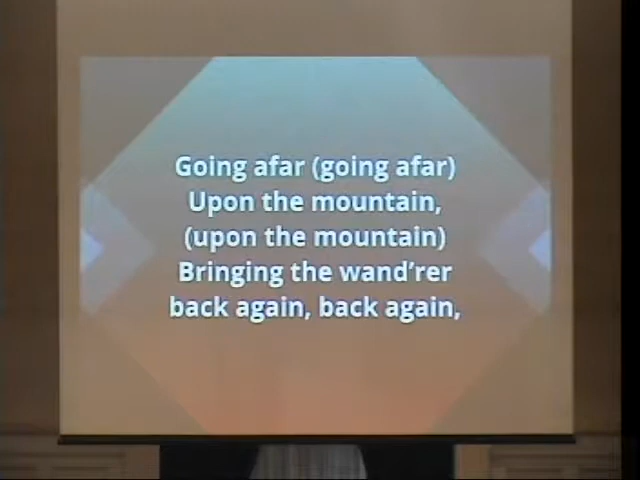 Going afar (going afar)
Upon the mountain,
(upon the mountain)
Bringing the wand’rer
back again, back again,